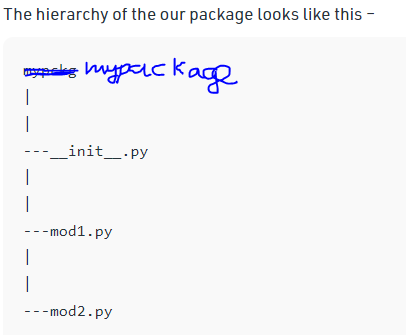 The hierarchy of the our package looks like this –
mypackage
|
|
---__init__.py
|
|
---mod1.py
|
|
---mod2.py